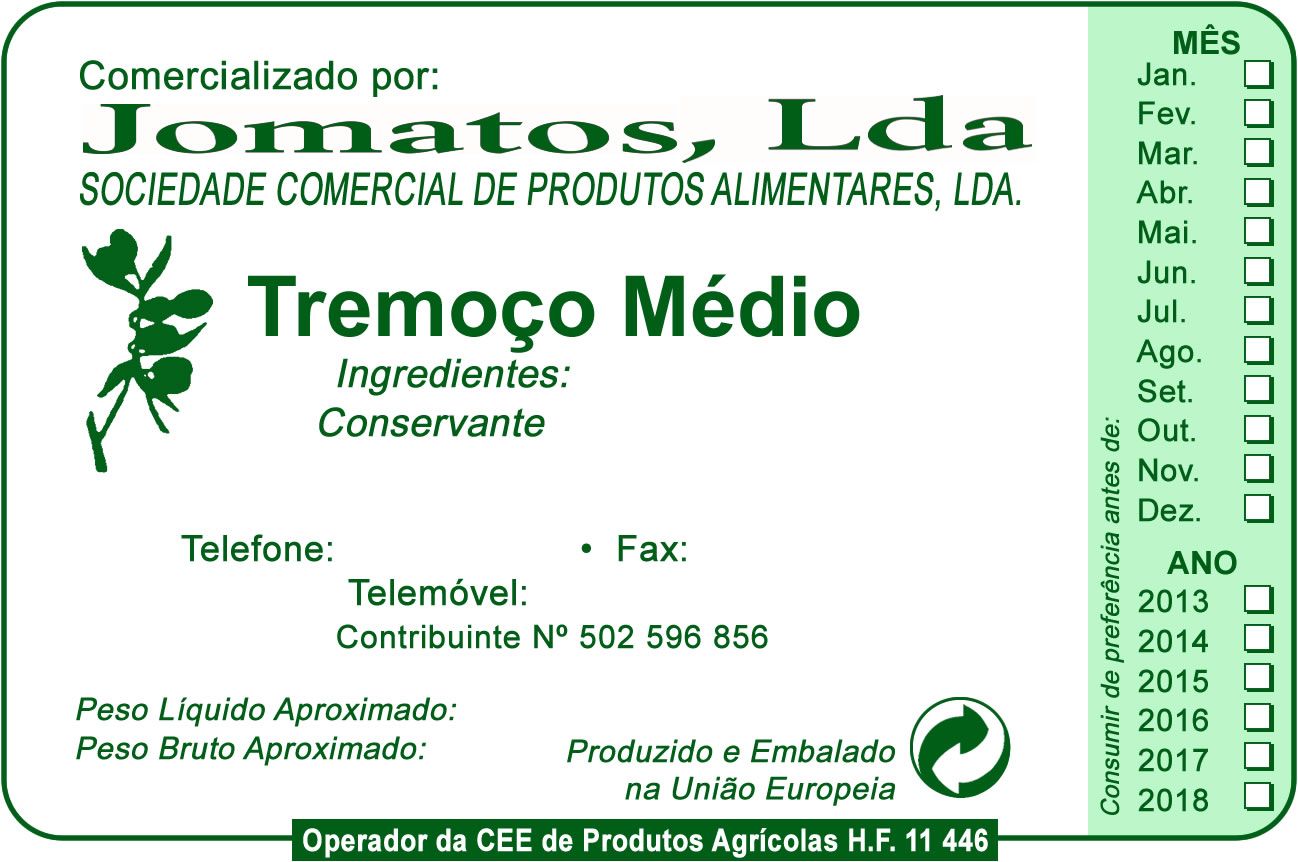 Comercializado por:
Jomatos, Lda
SOCIEDADE COMERCIAL DE PRODUTOS ALIMENTARES, LDA.
Tremoço Médio
Ingredientes:
Conservante
Telefone: • Fax:
Telemóvel:
Contribuinte Nº 502 596 856
Peso Líquido Aproximado:
Peso Bruto Aproximado:
Produzido e Embalado
na União Europeia
Operador da CEE de Produtos Agrícolas H.F. 11 446
Consumir de preferência antes de:
MÊS
Jan.
Fev.
Mar.
Abr.
Mai.
Jun.
Jul.
Ago.
Set.
Out.
Nov.
Dez.
ANO
2013
2014
2015
2016
2017
2018